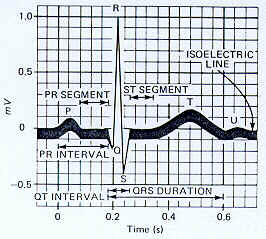 R
1.0
ISOELECTRIC
LINE
PR SEGMENT
ST SEGMENT
0.5
mV
P
T
U
0
Q
PR INTERVAL
S
-0.5
QRS DURATION
QT INTERVAL
0
0.2
0.4
0.6
Time (s)